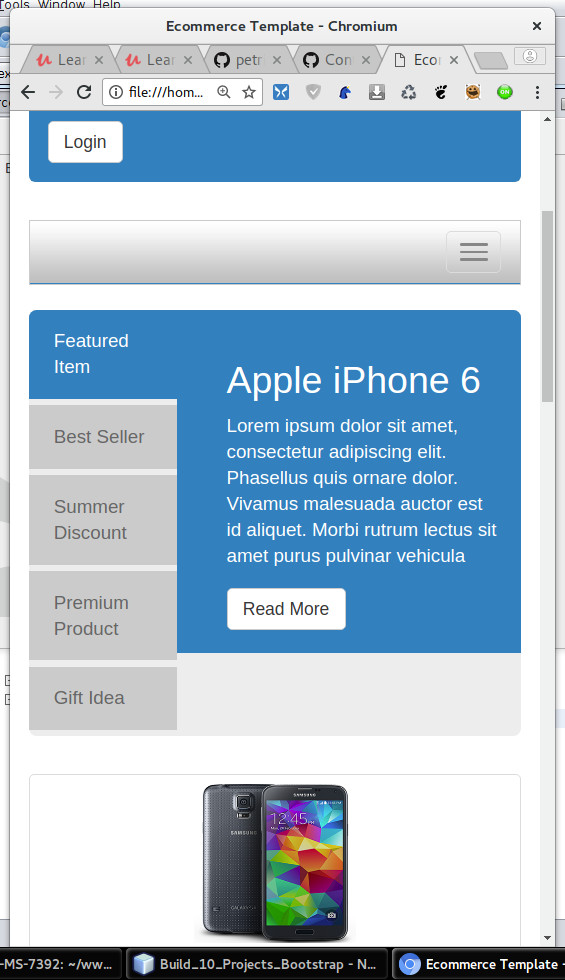 Tools Window Help
Ecommerce Template - Chromium
Lear
Lear
petr
Con
Ecor
file:///hom...
ON
Login
Featured
Item
Apple iPhone 6
Lorem ipsum dolor sit amet,
consectetur adipiscing elit.
Phasellus quis ornare dolor.
Vivamus malesuada auctor est
id aliquet. Morbi rutrum lectus sit
amet purus pulvinar vehicula
Read More
Best Seller
Summer
Discount
Premium
Product
Gift Idea
SAMSUNG
12:45
SAMSUNG
-MS-7392: ~/ww...
Build_10_Projects_Bootstrap - N...
Ecommerce Template -